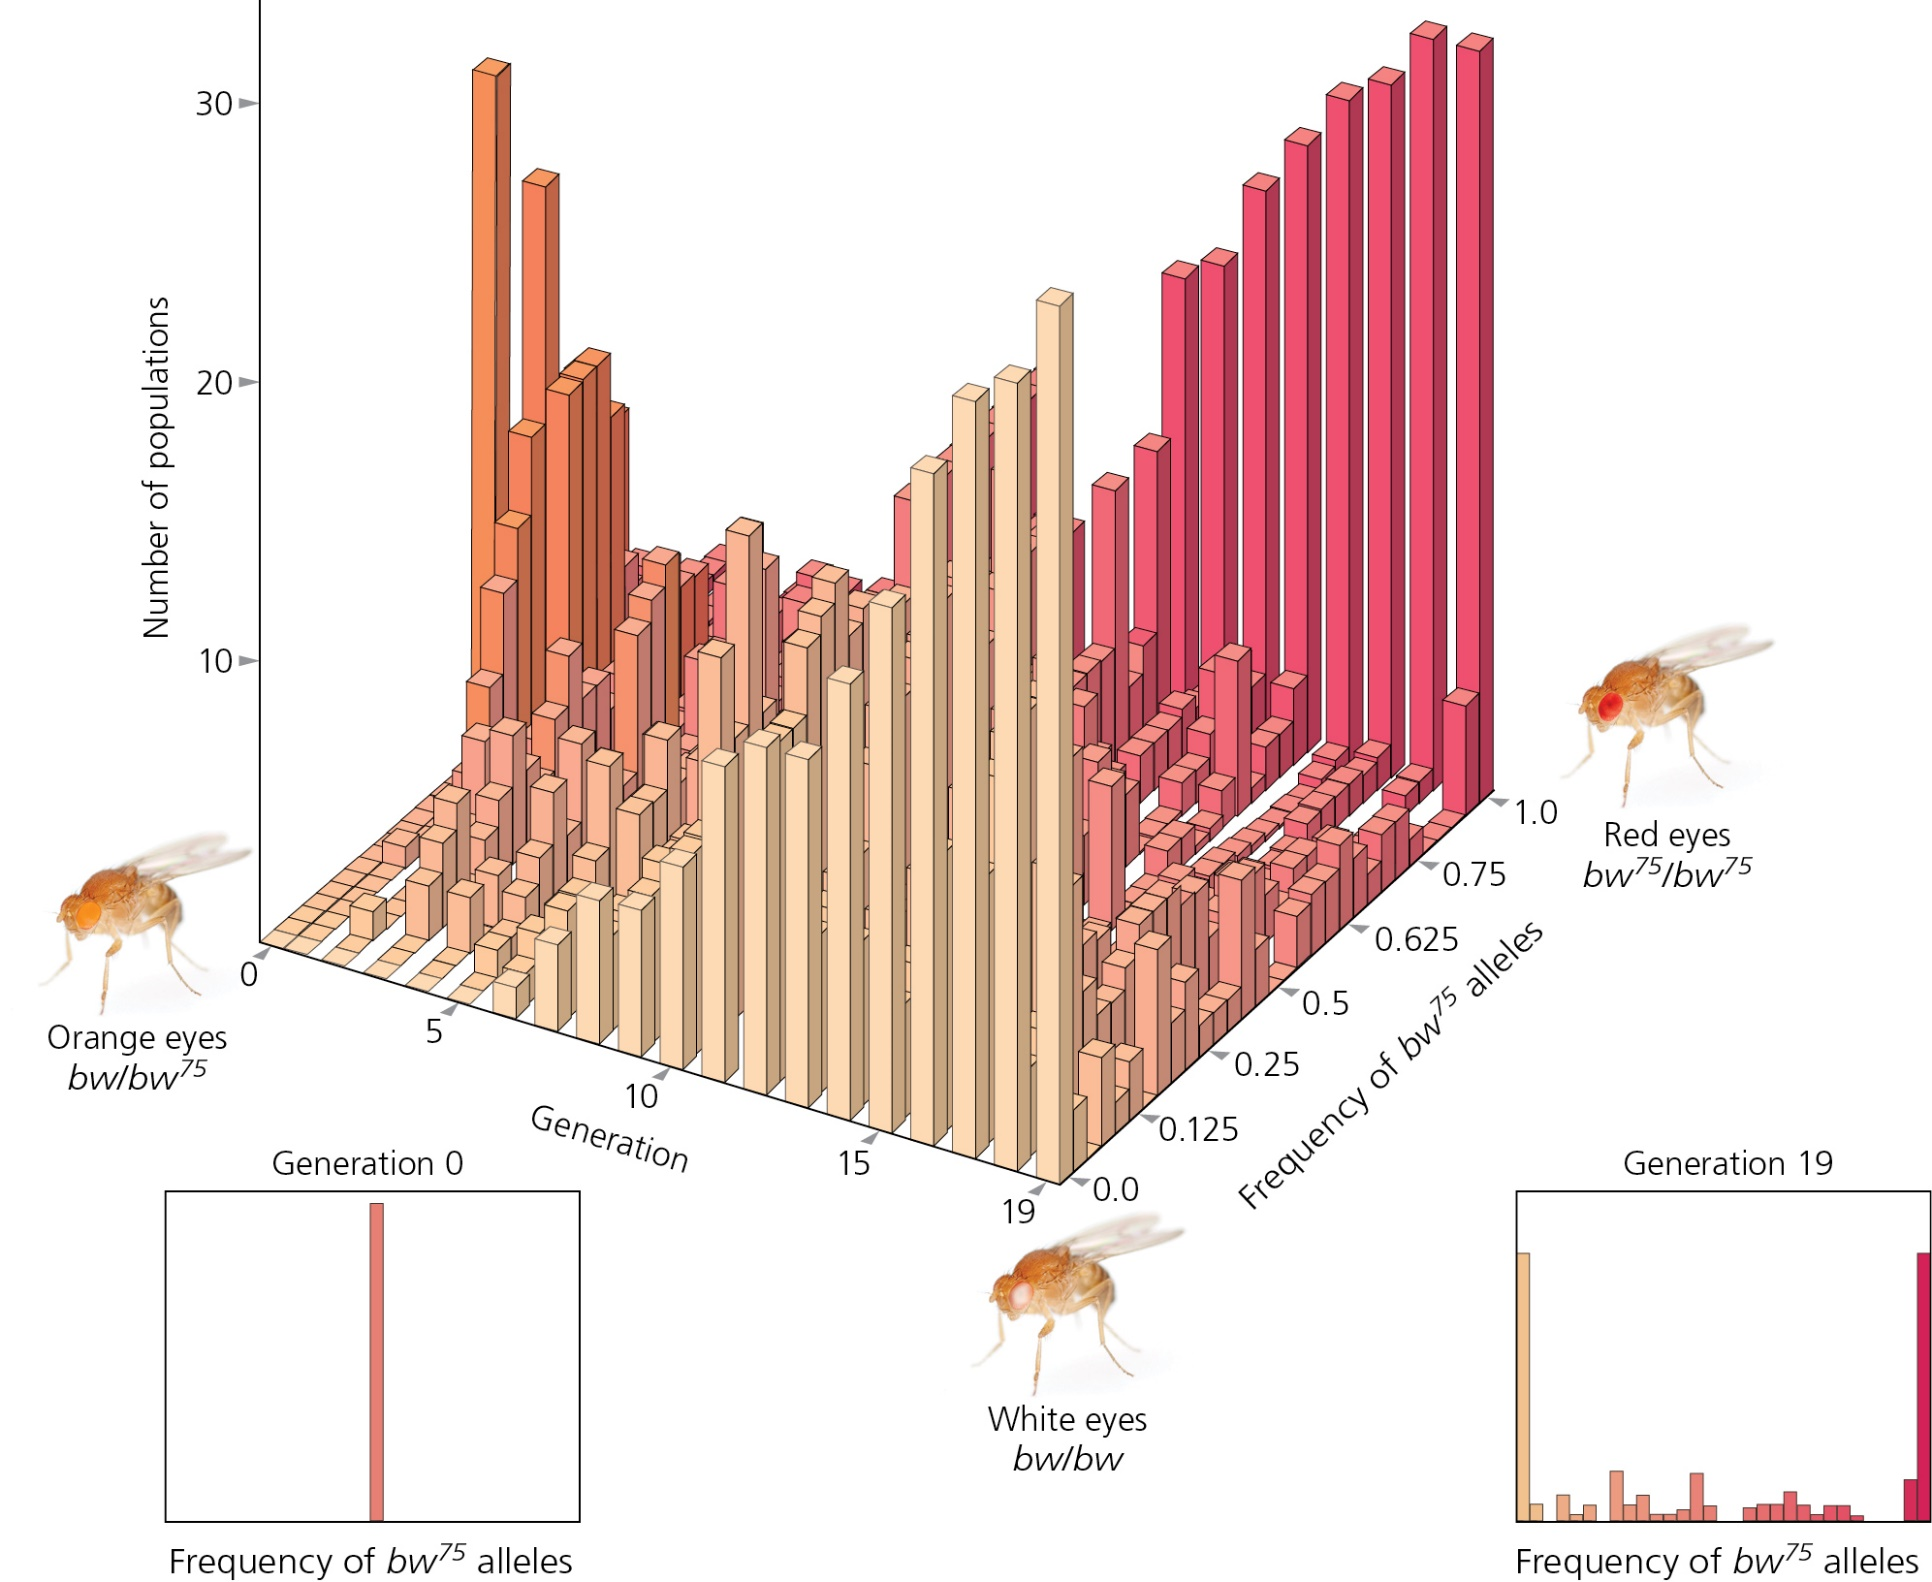 30
20
10
Number of populations
0
5
10
15
19
Generation
0.0
0.125
0.25
0.5
0.625
0.75
1.0
Frequency of bw⁷⁵ alleles
Orange eyes
bw/bw⁷⁵
Red eyes
bw⁷⁵/bw⁷⁵
White eyes
bw/bw
Generation 0
Frequency of bw⁷⁵ alleles
Generation 19
Frequency of bw⁷⁵ alleles